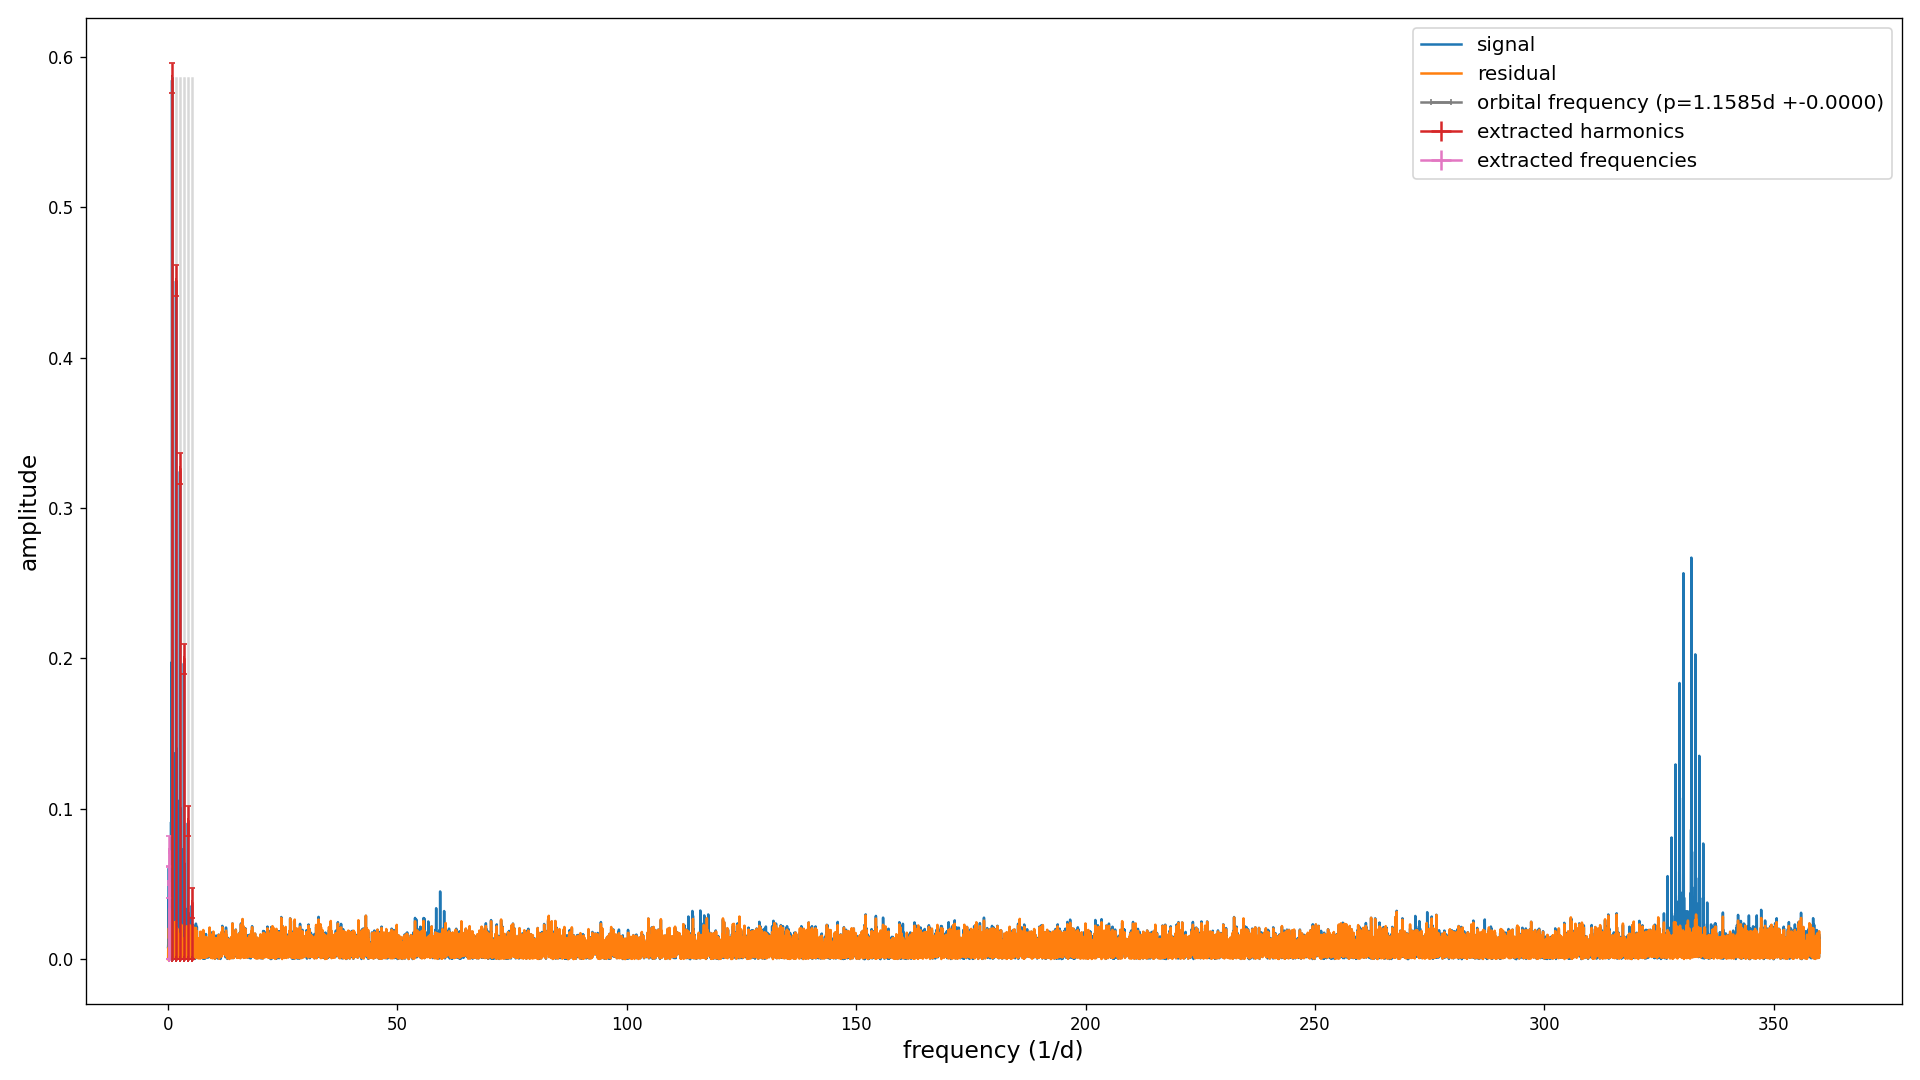 signal
residual
orbital frequency (p=1.1585d +-0.0000)
extracted harmonics
extracted frequencies
amplitude
0.6
0.5
0.4
0.3
0.2
0.1
0.0
0 50 100 150 200 250 300 350
frequency (1/d)